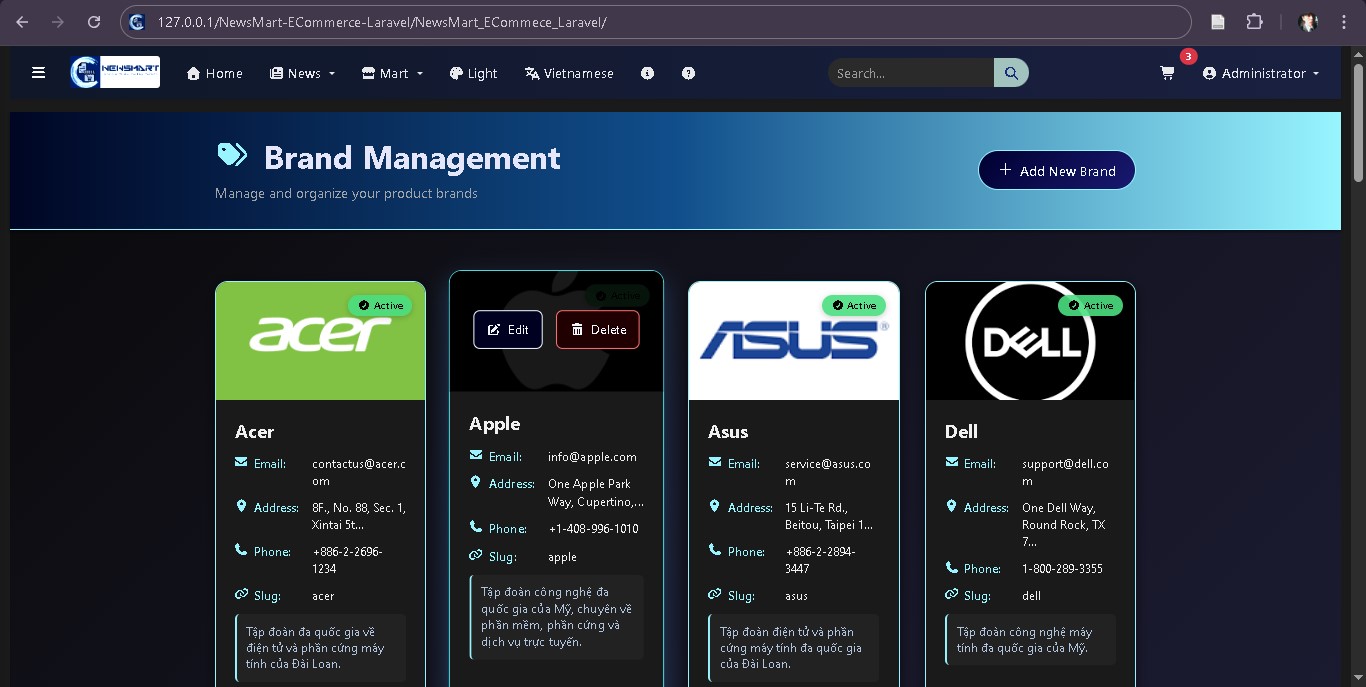 127.0.0.1/NewsMart-ECommerce-Laravel/NewsMart_ECommece_Laravel/
NEWSMART Home News Mart Light Vietnamese Search... 3 Administrator
Brand Management
Manage and organize your product brands
Add New Brand
acer
Active
Acer
Email: contactus@acer.c
om
Address: 8F., No. 88, Sec. 1,
Xintai 5t...
Phone: +886-2-2696-
1234
Slug: acer
Tập đoàn đa quốc gia về
điện tử và phần cứng máy
tính của Đài Loan.
Active
Edit Delete
Apple
Email: info@apple.com
Address: One Apple Park
Way, Cupertino,...
Phone: +1-408-996-1010
Slug: apple
Tập đoàn công nghệ đa
quốc gia của Mỹ, chuyên về
phần mềm, phần cứng và
dịch vụ trực tuyến.
Active
ASUS®
Asus
Email: service@asus.co
m
Address: 15 Li-Te Rd.,
Beitou, Taipei 1...
Phone: +886-2-2894-
3447
Slug: asus
Tập đoàn điện tử và phần
cứng máy tính đa quốc gia
của Đài Loan.
Active
DELL
Dell
Email: support@dell.co
m
Address: One Dell Way,
Round Rock, TX
7...
Phone: 1-800-289-3355
Slug: dell
Tập đoàn công nghệ máy
tính đa quốc gia của Mỹ.